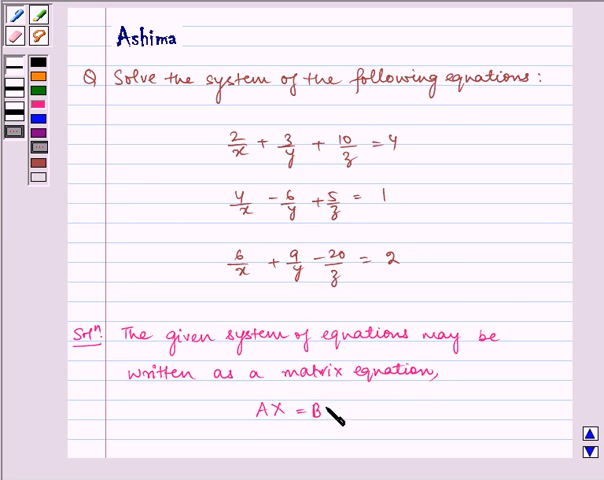 Ashima
Q Solve the system of the following equations:
2/x + 3/y + 10/z = 4
4/x - 6/y + 5/z = 1
6/x + 9/y - 20/z = 2
Solⁿ: The given system of equations may be
written as a matrix equation,
AX = B